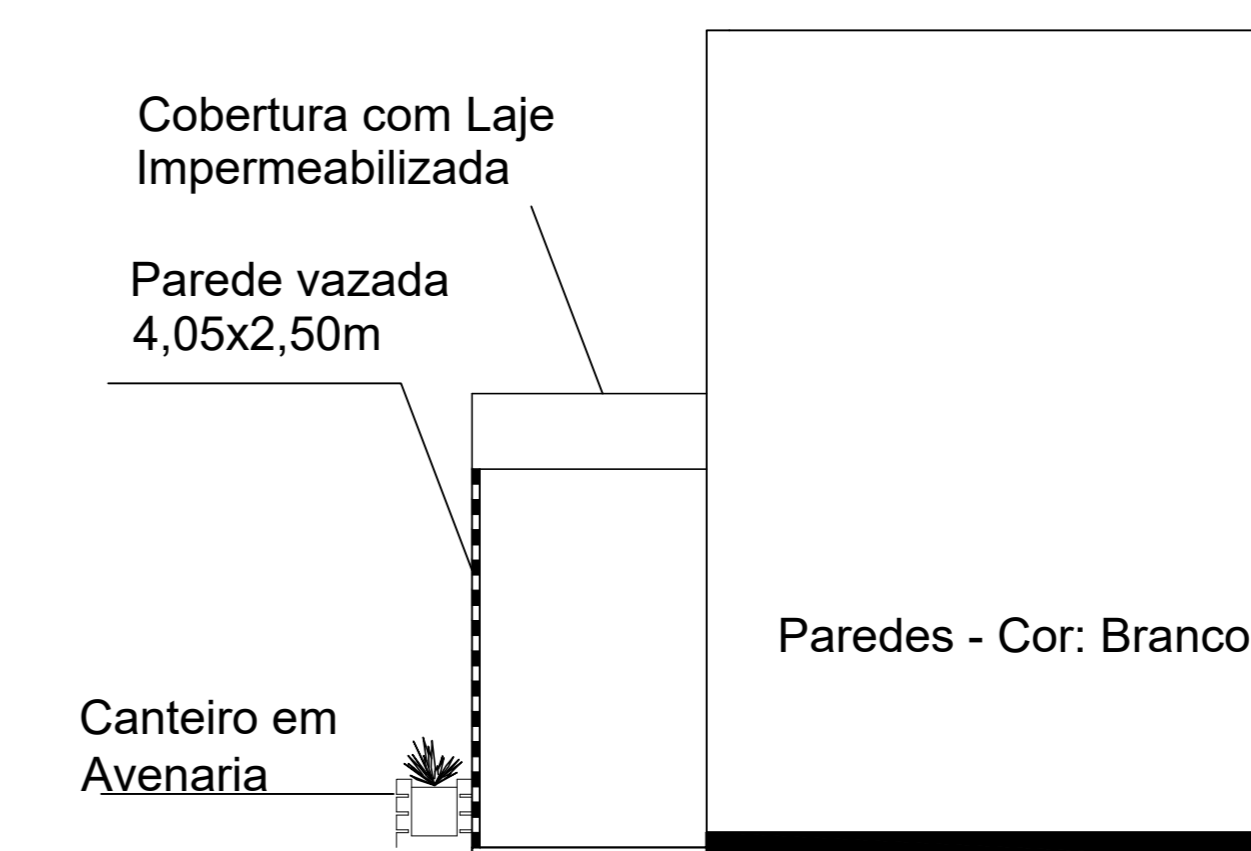 Cobertura com Laje
Impermeabilizada
Parede vazada
4,05x2,50m
Paredes - Cor: Branco
Canteiro em
Avenaria